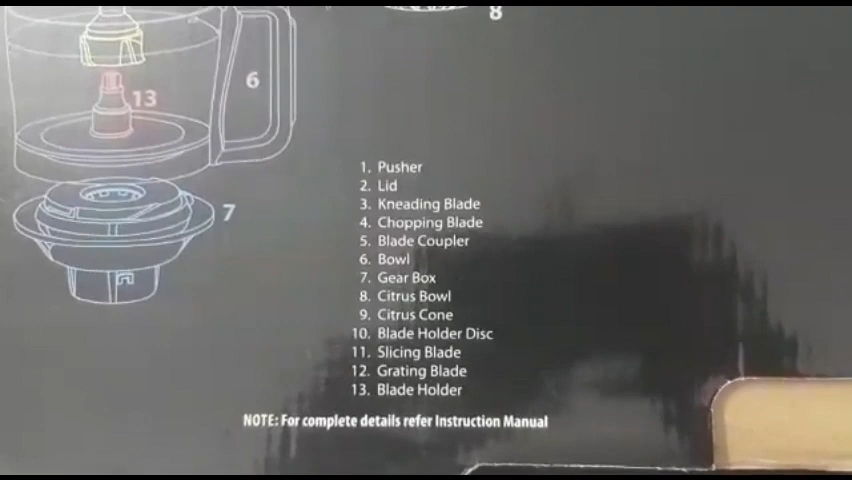 8
6
13
7
1. Pusher
2. Lid
3. Kneading Blade
4. Chopping Blade
5. Blade Coupler
6. Bowl
7. Gear Box
8. Citrus Bowl
9. Citrus Cone
10. Blade Holder Disc
11. Slicing Blade
12. Grating Blade
13. Blade Holder
NOTE: For complete details refer Instruction Manual